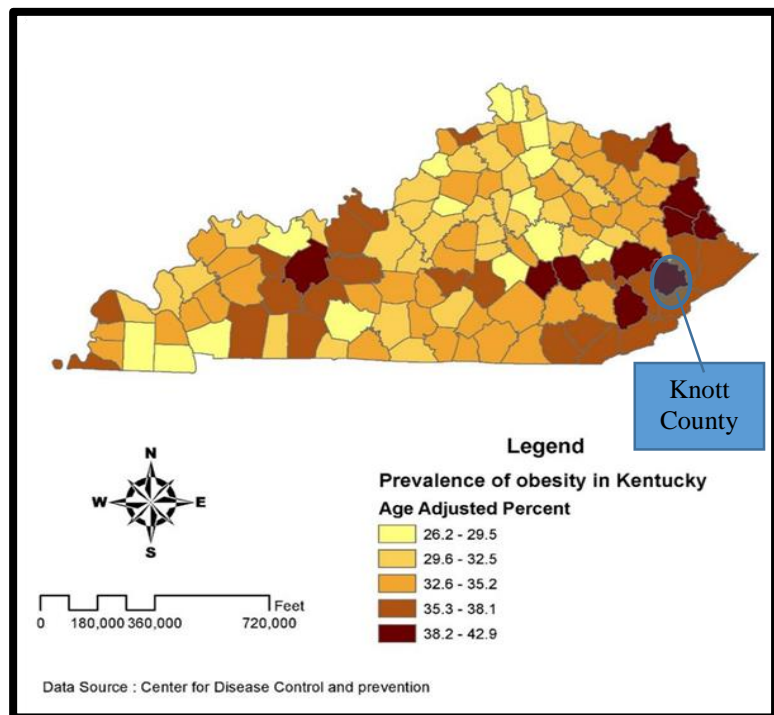 Knott
County
Legend
Prevalence of obesity in Kentucky
Age Adjusted Percent
26.2 - 29.5
29.6 - 32.5
32.6 - 35.2
35.3 - 38.1
38.2 - 42.9
N
W E
S
Feet
0 180,000 360,000 720,000
Data Source : Center for Disease Control and prevention